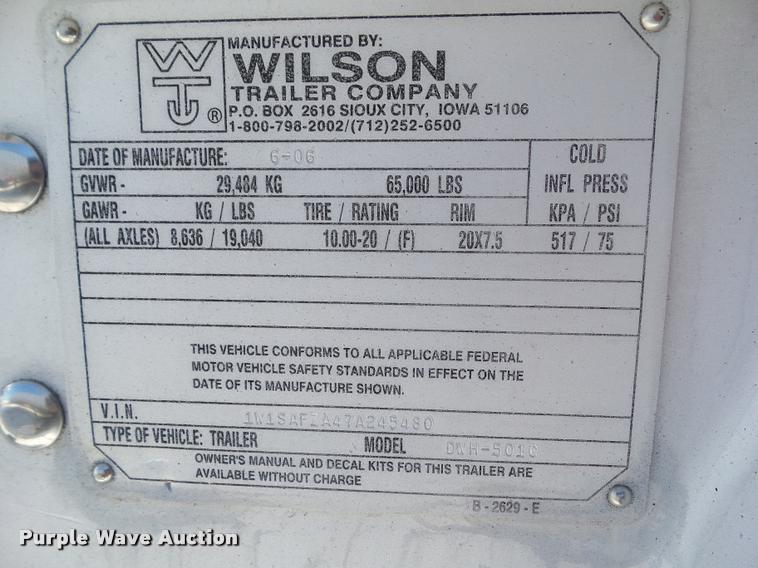 MANUFACTURED BY:
WILSON
TRAILER COMPANY
P.O. BOX 2616 SIOUX CITY, IOWA 51106
1-800-798-2002/(712)252-6500
WT ®
DATE OF MANUFACTURE: 6-06 COLD
GVWR - 29,484 KG 65,000 LBS INFL PRESS
GAWR - KG / LBS TIRE / RATING RIM KPA / PSI
(ALL AXLES) 8,636 / 19,040 10.00-20 / (F) 20X7.5 517 / 75
THIS VEHICLE CONFORMS TO ALL APPLICABLE FEDERAL
MOTOR VEHICLE SAFETY STANDARDS IN EFFECT ON THE
DATE OF ITS MANUFACTURE SHOWN.
V.I.N.
TYPE OF VEHICLE: TRAILER MODEL
OWNER'S MANUAL AND DECAL KITS FOR THIS TRAILER ARE
AVAILABLE WITHOUT CHARGE
B - 2629 - E
Purple Wave Auction